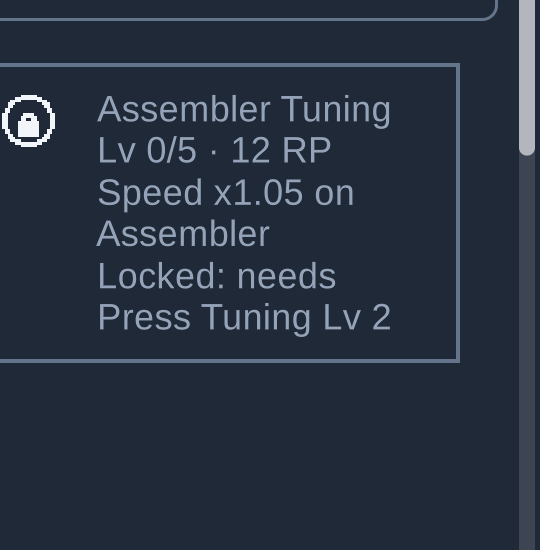 Assembler Tuning
Lv 0/5 · 12 RP
Speed x1.05 on
Assembler
Locked: needs
Press Tuning Lv 2